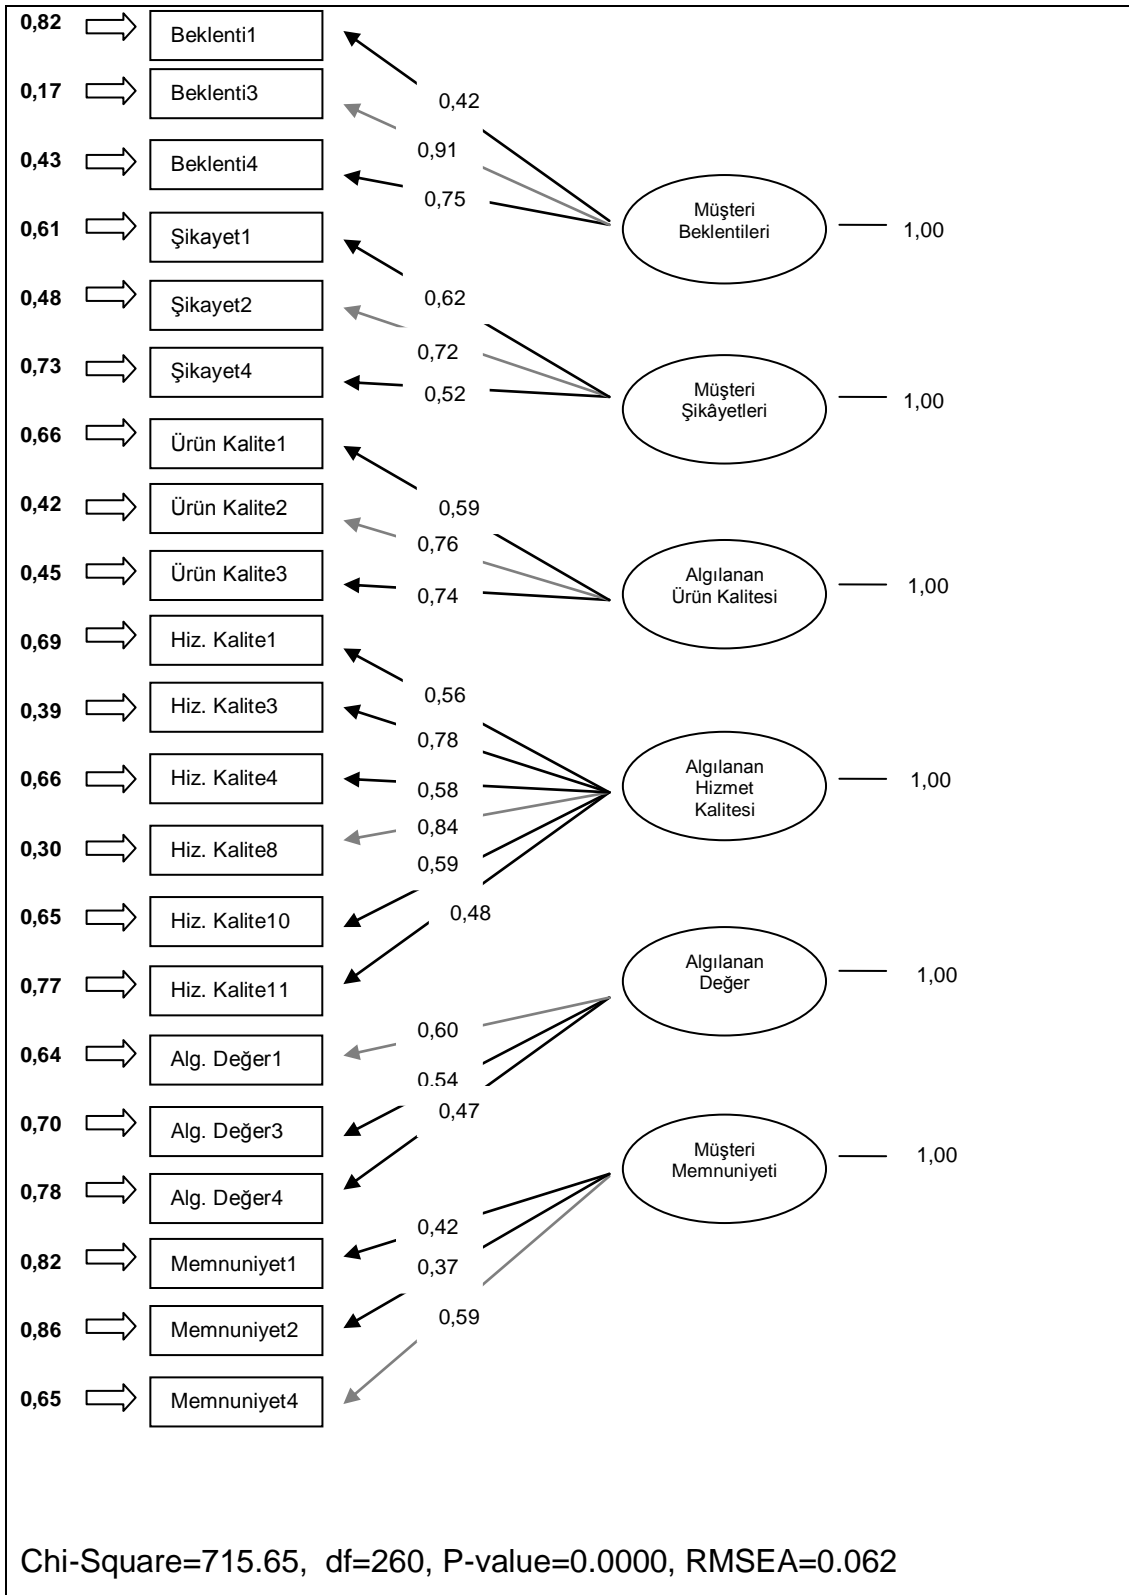 0,82
Beklenti1
0,17
Beklenti3
0,42
0,91
0,43
Beklenti4
0,75
Müşteri
Beklentileri
1,00
0,61
Şikayet1
0,48
Şikayet2
0,62
0,72
0,73
Şikayet4
0,52
Müşteri
Şikâyetleri
1,00
0,66
Ürün Kalite1
0,42
Ürün Kalite2
0,59
0,76
0,45
Ürün Kalite3
0,74
Algılanan
Ürün Kalitesi
1,00
0,69
Hiz. Kalite1
0,56
0,39
Hiz. Kalite3
0,78
0,66
Hiz. Kalite4
0,58
Algılanan
Hizmet
Kalitesi
1,00
0,30
Hiz. Kalite8
0,84
0,59
0,65
Hiz. Kalite10
0,48
0,77
Hiz. Kalite11
Algılanan
Değer
1,00
0,64
Alg. Değer1
0,60
0,54
0,70
Alg. Değer3
0,47
0,78
Alg. Değer4
Müşteri
Memnuniyeti
1,00
0,82
Memnuniyet1
0,42
0,37
0,86
Memnuniyet2
0,59
0,65
Memnuniyet4
Chi-Square=715.65, df=260, P-value=0.0000, RMSEA=0.062